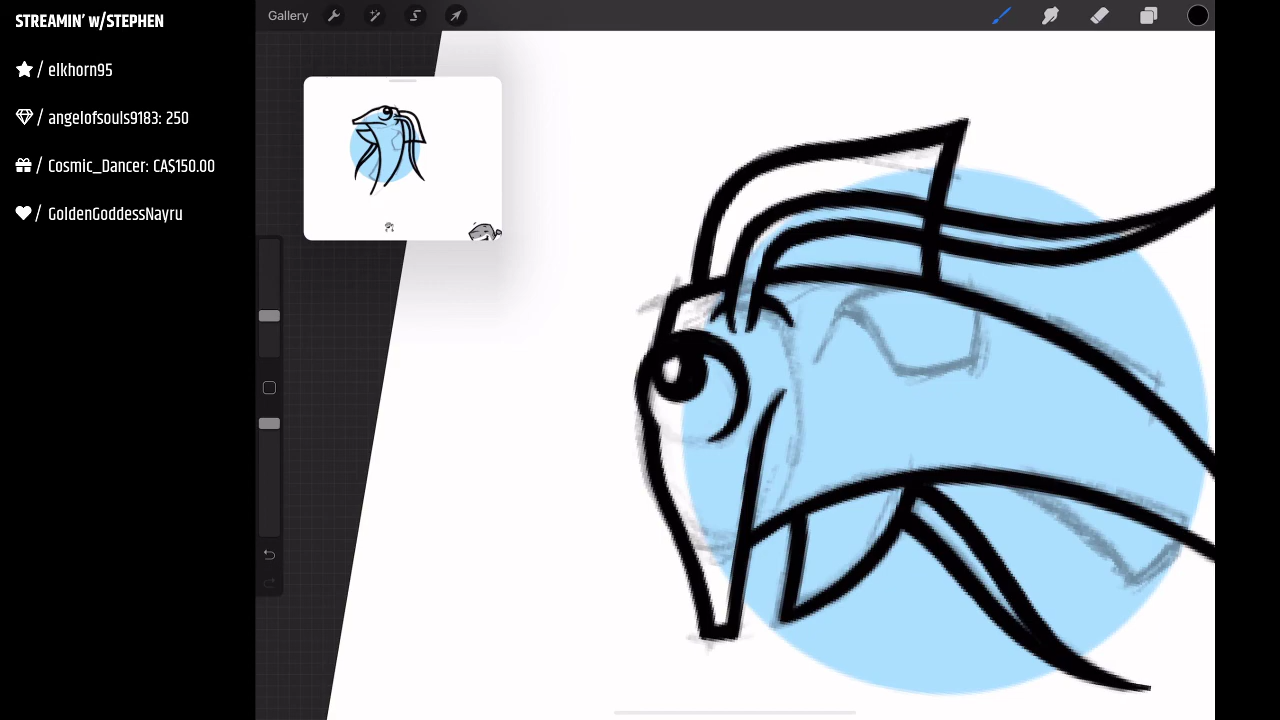 STREAMIN' w/STEPHEN
/ elkhorn95
/ angelofsouls9183: 250
/ Cosmic_Dancer: CA$150.00
/ GoldenGoddessNayru
Gallery